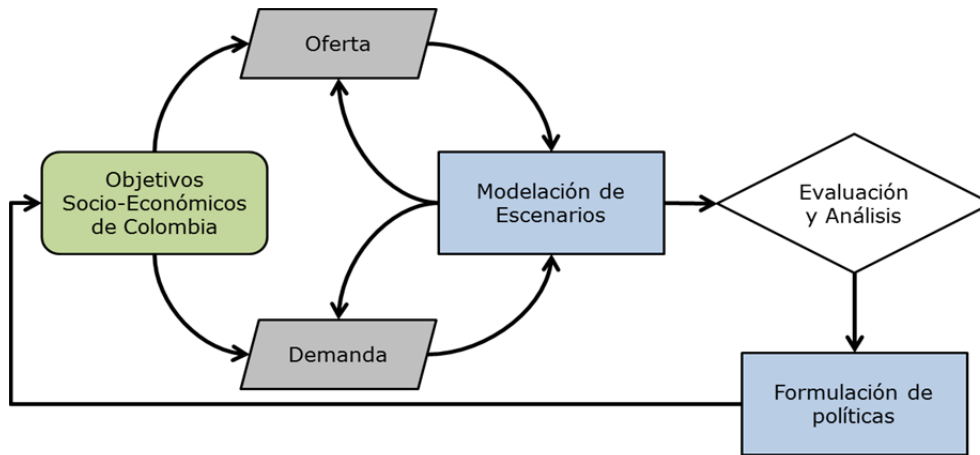 Oferta
Objetivos
Socio-Económicos
de Colombia
Modelación de
Escenarios
Evaluación
y Análisis
Demanda
Formulación de
políticas